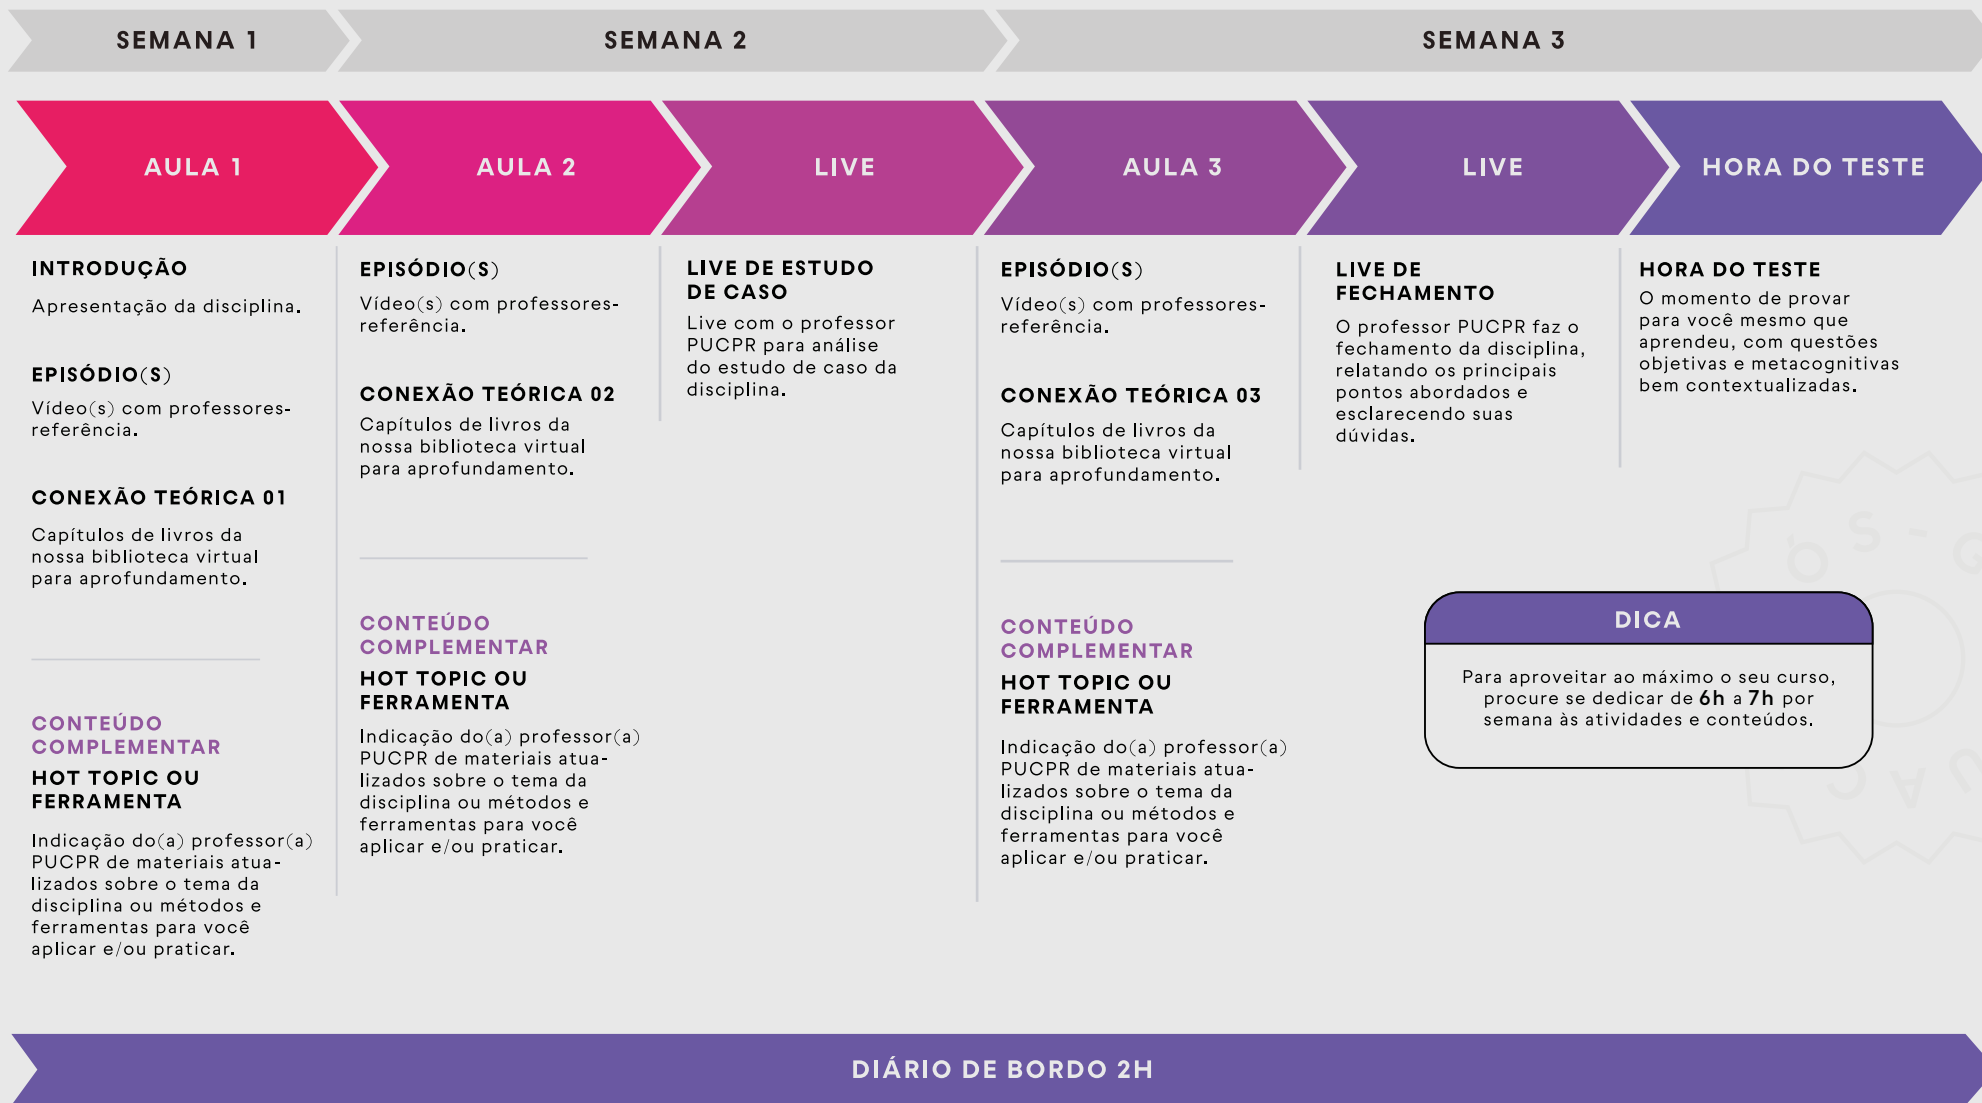 SEMANA 1
SEMANA 2
SEMANA 3
AULA 1
AULA 2
LIVE
AULA 3
LIVE
HORA DO TESTE
INTRODUÇÃO
Apresentação da disciplina.
EPISÓDIO(S)
Vídeo(s) com professores-
referência.
CONEXÃO TEÓRICA 01
Capítulos de livros da
nossa biblioteca virtual
para aprofundamento.
CONTEÚDO
COMPLEMENTAR
HOT TOPIC OU
FERRAMENTA
Indicação do(a) professor(a)
PUCPR de materiais atua-
lizados sobre o tema da
disciplina ou métodos e
ferramentas para você
aplicar e/ou praticar.
EPISÓDIO(S)
Vídeo(s) com professores-
referência.
CONEXÃO TEÓRICA 02
Capítulos de livros da
nossa biblioteca virtual
para aprofundamento.
CONTEÚDO
COMPLEMENTAR
HOT TOPIC OU
FERRAMENTA
Indicação do(a) professor(a)
PUCPR de materiais atua-
lizados sobre o tema da
disciplina ou métodos e
ferramentas para você
aplicar e/ou praticar.
LIVE DE ESTUDO
DE CASO
Live com o professor
PUCPR para análise
do estudo de caso da
disciplina.
EPISÓDIO(S)
Vídeo(s) com professores-
referência.
CONEXÃO TEÓRICA 03
Capítulos de livros da
nossa biblioteca virtual
para aprofundamento.
CONTEÚDO
COMPLEMENTAR
HOT TOPIC OU
FERRAMENTA
Indicação do(a) professor(a)
PUCPR de materiais atua-
lizados sobre o tema da
disciplina ou métodos e
ferramentas para você
aplicar e/ou praticar.
LIVE DE
FECHAMENTO
O professor PUCPR faz o
fechamento da disciplina,
relatando os principais
pontos abordados e
esclarecendo suas
dúvidas.
HORA DO TESTE
O momento de provar
para você mesmo que
aprendeu, com questões
objetivas e metacognitivas
bem contextualizadas.
DICA
Para aproveitar ao máximo o seu curso,
procure se dedicar de 6h a 7h por
semana às atividades e conteúdos.
DIÁRIO DE BORDO 2H